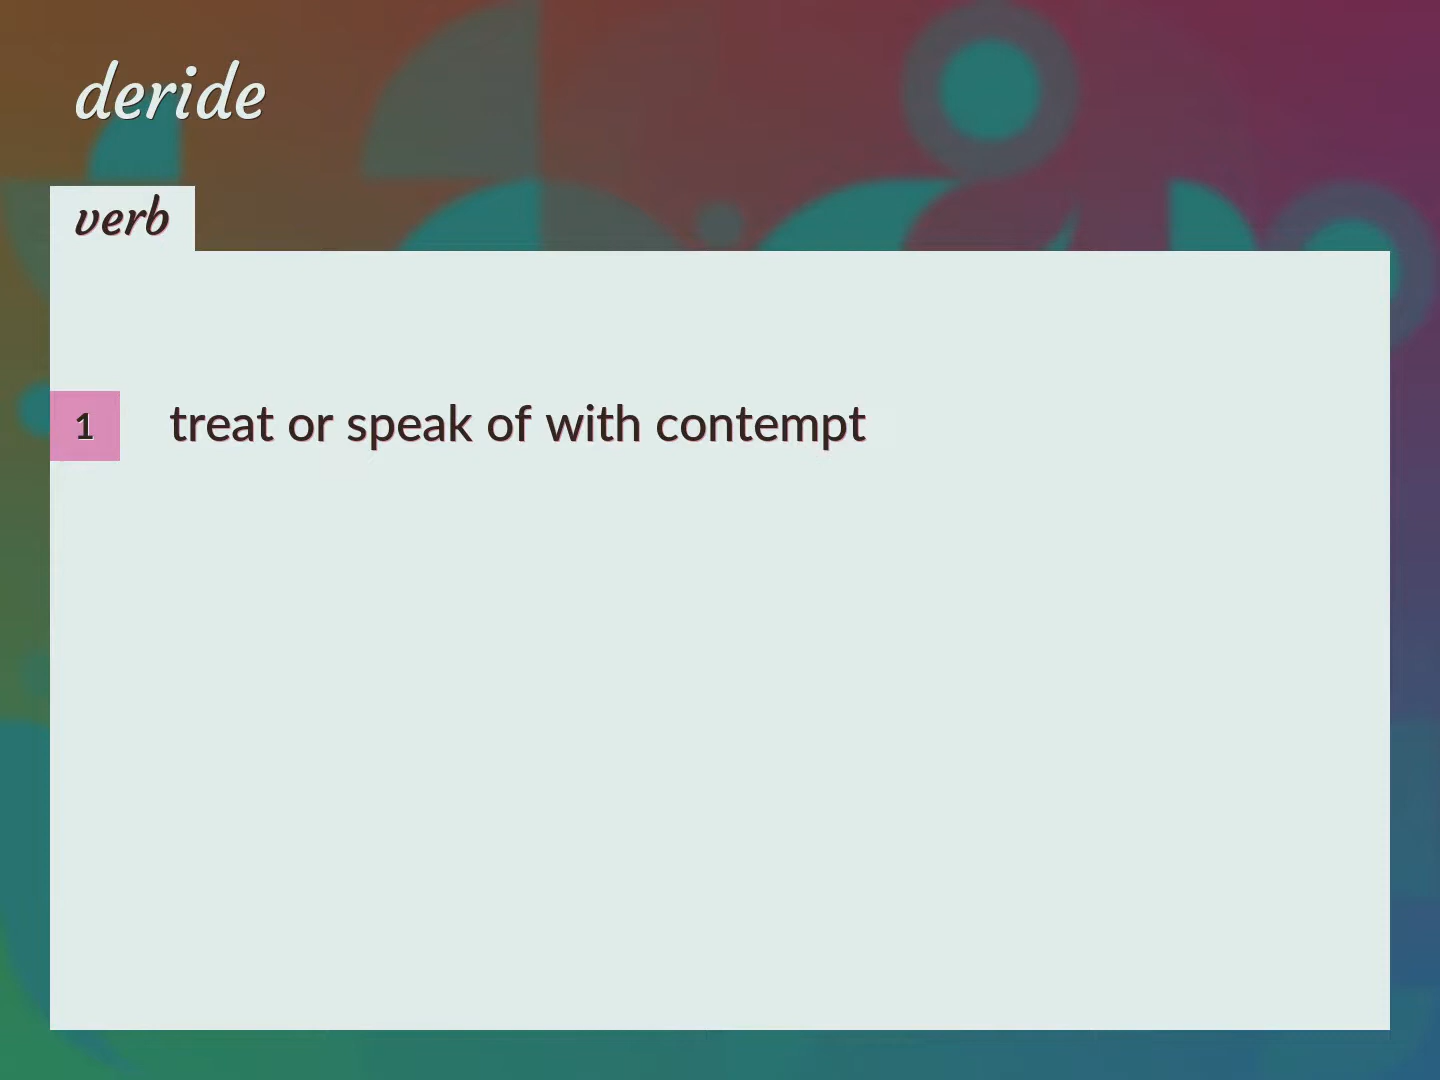 deride
verb
1 treat or speak of with contempt